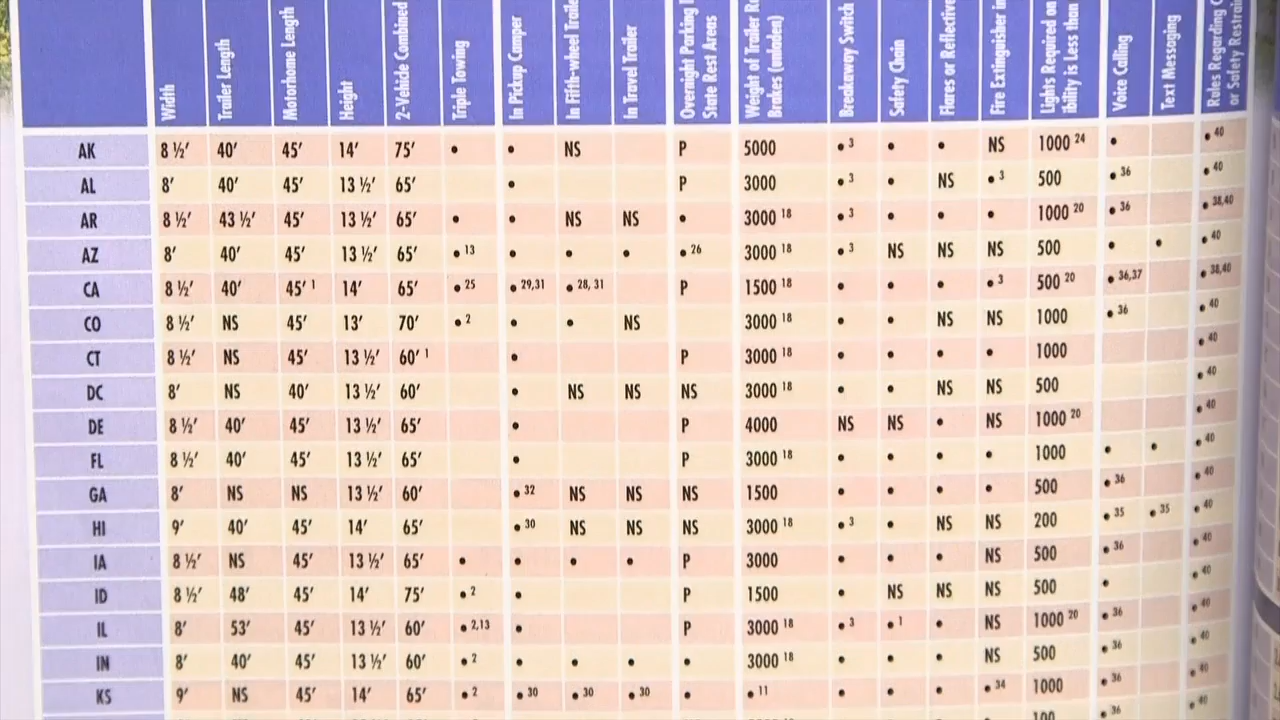 Width Trailer Length Motorhome Length Height 2-Vehicle Combined Triple Towing In Pickup Camper In Fifth-wheel In Travel Trailer Overnight Parking State Rest Areas Weight of Trailer Brakes (unladen) Breakaway Switch Safety Chain Flares or Fire Extinguisher Lights Required is Less than Voice Calling Text Messaging Rules Regarding or Safety
AK 8 ½′ 40′ 45′ 14′ 75′ • • NS P 5000 • 3 • • NS 1000 24 • • 40
AL 8′ 40′ 45′ 13 ½′ 65′ • P 3000 • 3 • NS • 3 500 • 36 • 40
AR 8 ½′ 43 ½′ 45′ 13 ½′ 65′ • • NS NS • 3000 18 • 3 • • • 1000 20 • 36 • 38,40
AZ 8′ 40′ 45′ 13 ½′ 65′ • 13 • • • • 26 3000 18 • 3 NS NS NS 500 • • • 40
CA 8 ½′ 40′ 45′ 1 14′ 65′ • 25 • 29,31 • 28, 31 P 1500 18 • • • • 3 500 20 • 36,37 • 38,40
CO 8 ½′ NS 45′ 13′ 70′ • 2 • • NS 3000 18 • • NS NS 1000 • 36 • 40
CT 8 ½′ NS 45′ 13 ½′ 60′ 1 • P 3000 18 • • • • 1000 • 40
DC 8′ NS 40′ 13 ½′ 60′ • NS NS NS 3000 18 • • NS NS 500 • 40
DE 8 ½′ 40′ 45′ 13 ½′ 65′ • P 4000 NS NS • NS 1000 20 • 40
FL 8 ½′ 40′ 45′ 13 ½′ 65′ • P 3000 18 • • • • 1000 • • • 40
GA 8′ NS NS 13 ½′ 60′ • 32 NS NS NS 1500 • • • • 500 • 36 • 40
HI 9′ 40′ 45′ 14′ 65′ • 30 NS NS NS 3000 18 • 3 • NS NS 200 • 35 • 35 • 40
IA 8 ½′ NS 45′ 13 ½′ 65′ • • • • P 3000 • • • NS 500 • 36 • 40
ID 8 ½′ 48′ 45′ 14′ 75′ • 2 • P 1500 • NS NS NS 500 • • 40
IL 8′ 53′ 45′ 13 ½′ 60′ • 2,13 • P 3000 18 • 3 • 1 • NS 1000 20 • 36 • 40
IN 8′ 40′ 45′ 13 ½′ 60′ • 2 • • • • 3000 18 • • • NS 500 • 36 • 40
KS 9′ NS 45′ 14′ 65′ • 2 • 30 • 30 • 30 • • 11 • • • • 34 1000 • 36 • 40